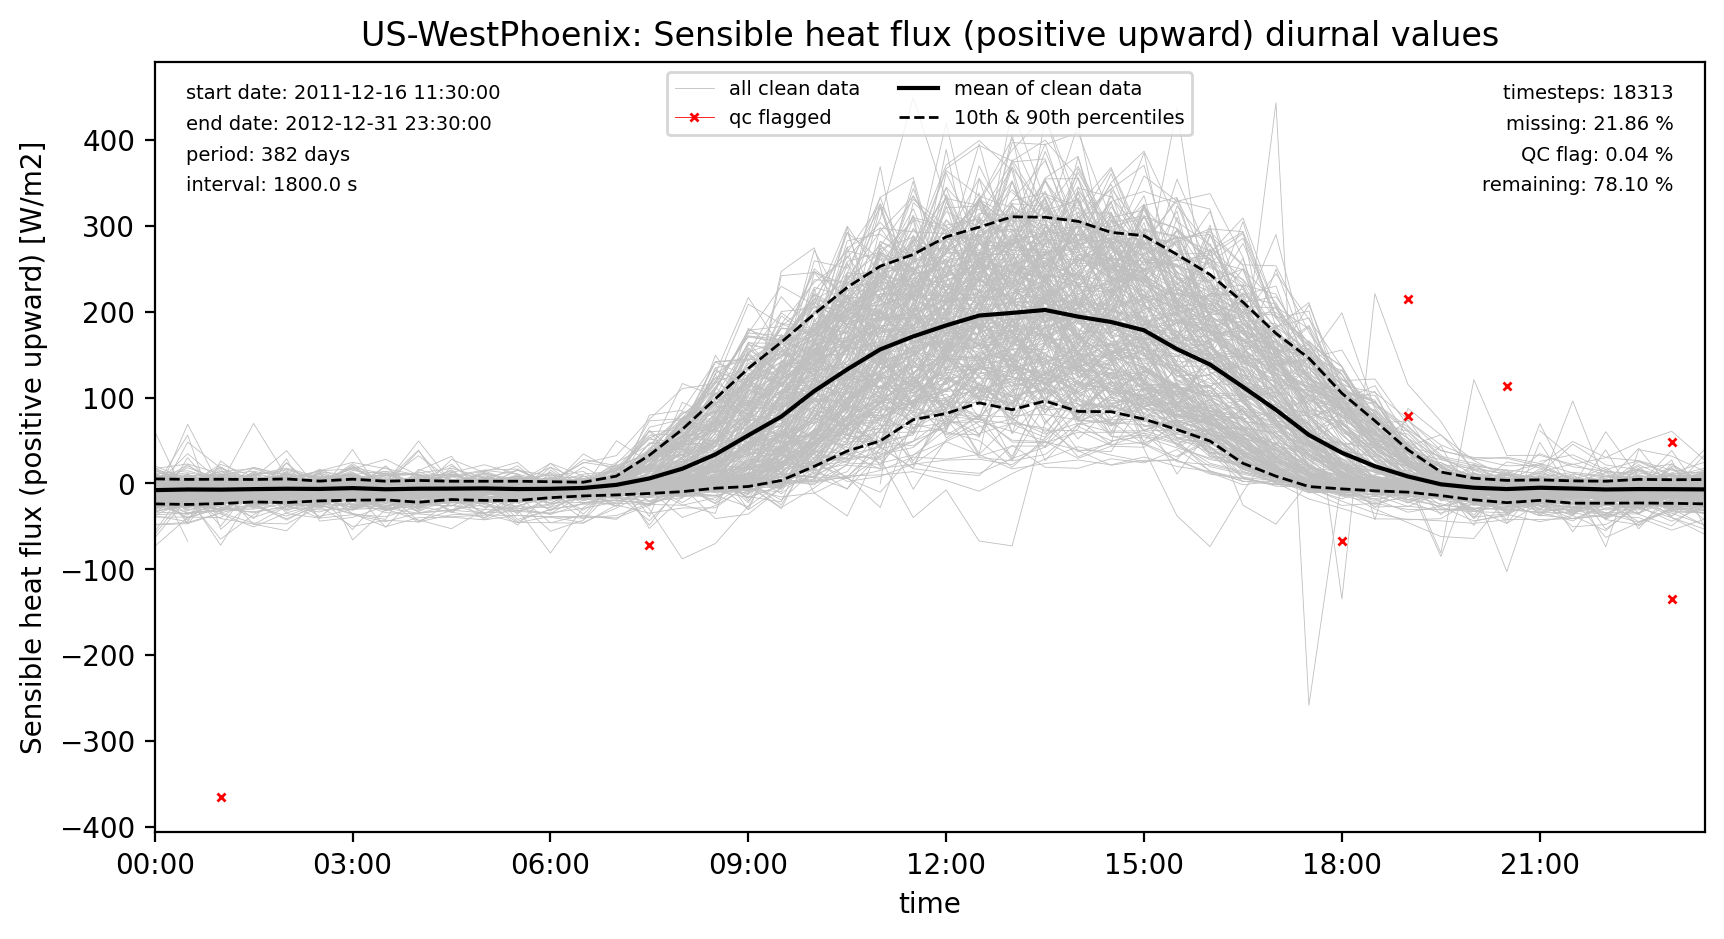 US-WestPhoenix: Sensible heat flux (positive upward) diurnal values
start date: 2011-12-16 11:30:00
end date: 2012-12-31 23:30:00
period: 382 days
interval: 1800.0 s
all clean data
qc flagged
mean of clean data
10th & 90th percentiles
timesteps: 18313
missing: 21.86 %
QC flag: 0.04 %
remaining: 78.10 %
Sensible heat flux (positive upward) [W/m2]
400
300
200
100
0
−100
−200
−300
−400
00:00 03:00 06:00 09:00 12:00 15:00 18:00 21:00
time